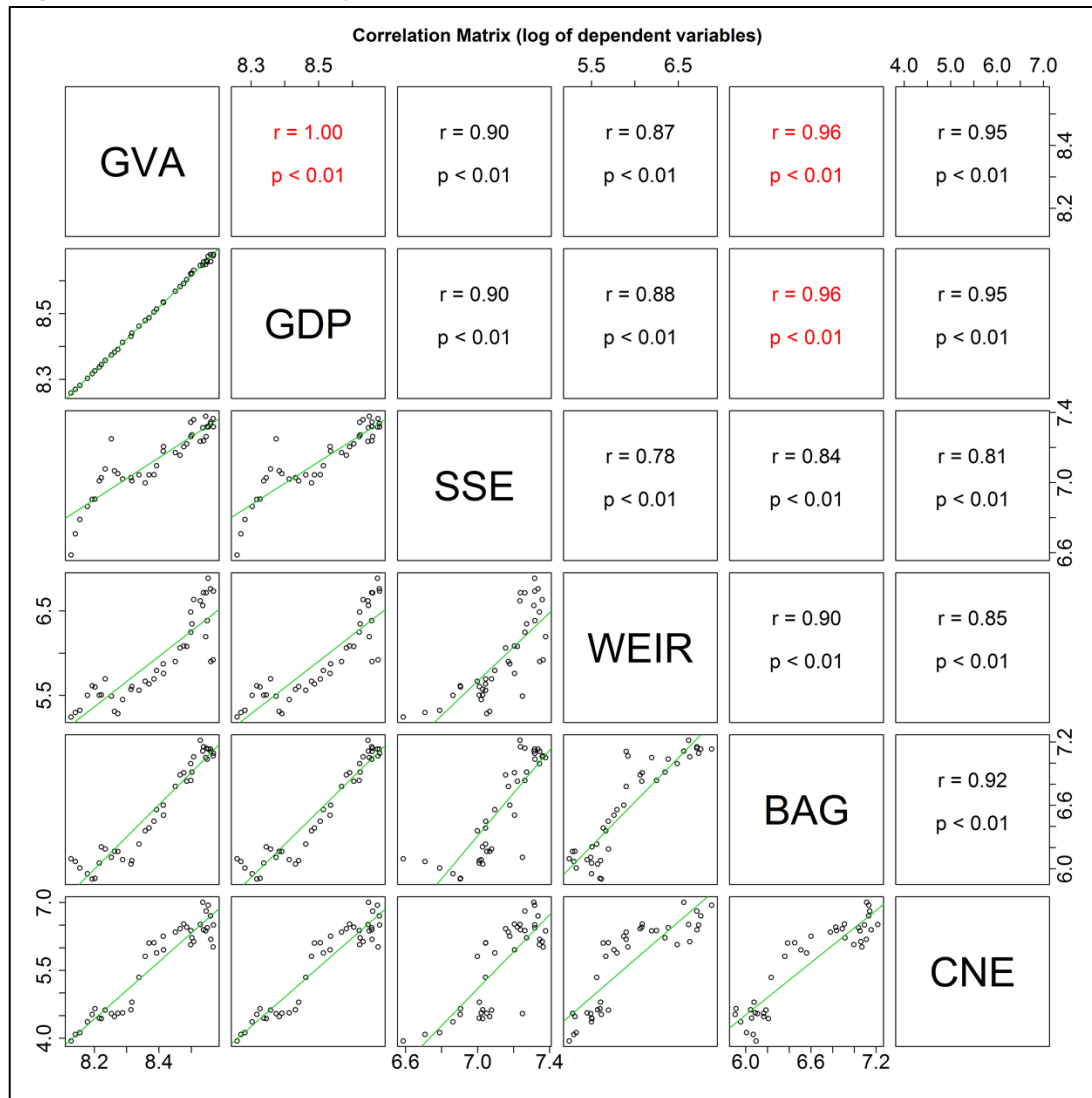 Correlation Matrix (log of dependent variables)
8.3 8.5 5.5 6.5 4.0 5.0 6.0 7.0
GVA
r = 1.00 r = 0.90 r = 0.87 r = 0.96 r = 0.95
p < 0.01 p < 0.01 p < 0.01 p < 0.01 p < 0.01
8.4
8.2
8.5
8.3
GDP
r = 0.90 r = 0.88 r = 0.96 r = 0.95
p < 0.01 p < 0.01 p < 0.01 p < 0.01
SSE
r = 0.78 r = 0.84 r = 0.81
p < 0.01 p < 0.01 p < 0.01
7.4
7.0
6.6
6.5
5.5
WEIR
r = 0.90 r = 0.85
p < 0.01 p < 0.01
BAG
r = 0.92
p < 0.01
7.2
6.6
6.0
7.0
5.5
4.0
CNE
8.2 8.4 6.6 7.0 7.4 6.0 6.6 7.2